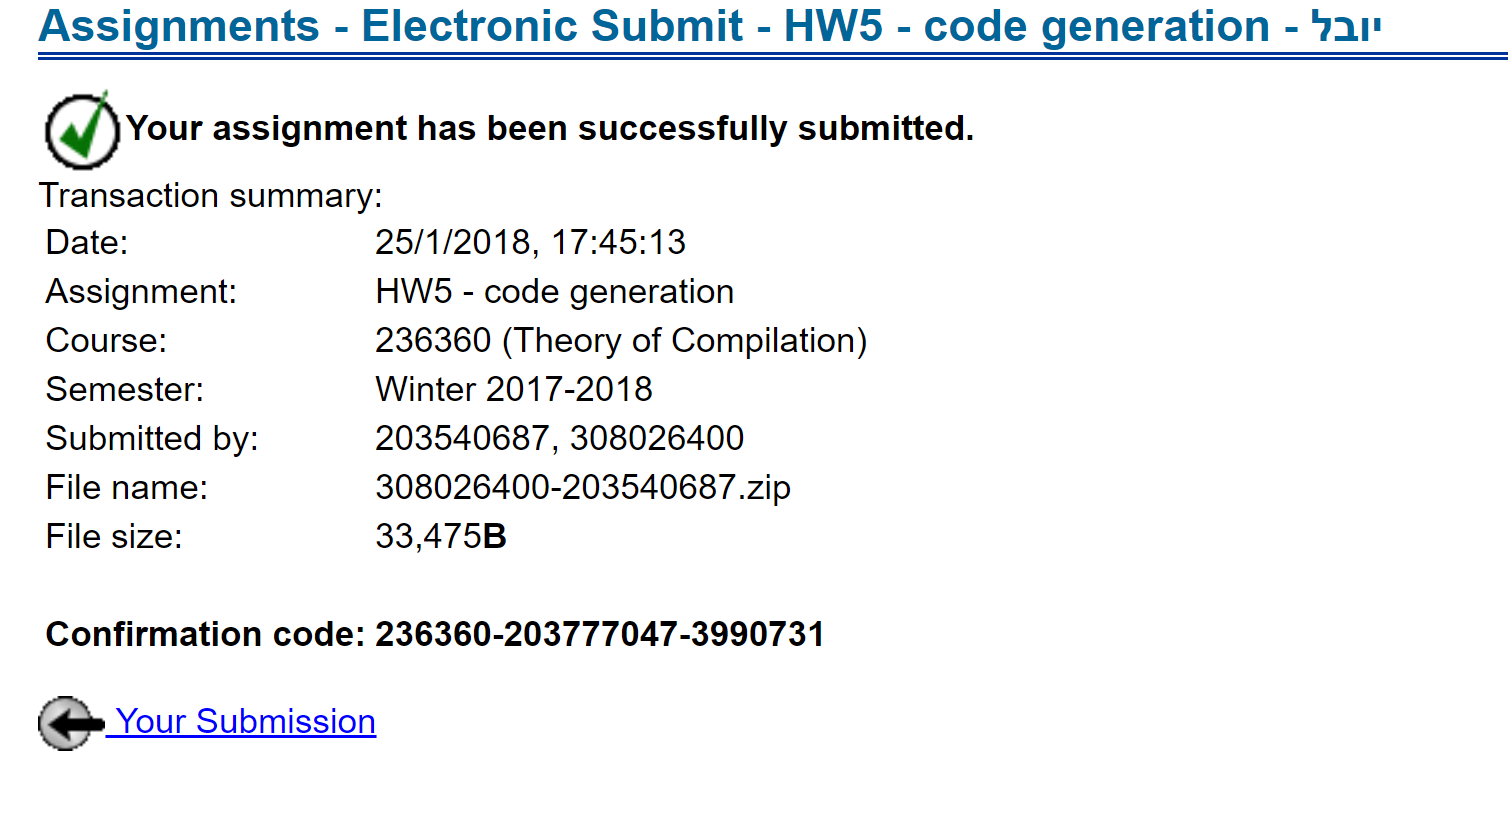 Assignments - Electronic Submit - HW5 - code generation - יובל
Your assignment has been successfully submitted.
Transaction summary:
Date: 25/1/2018, 17:45:13
Assignment: HW5 - code generation
Course: 236360 (Theory of Compilation)
Semester: Winter 2017-2018
Submitted by: 203540687, 308026400
File name: 308026400-203540687.zip
File size: 33,475B
Confirmation code: 236360-203777047-3990731
Your Submission